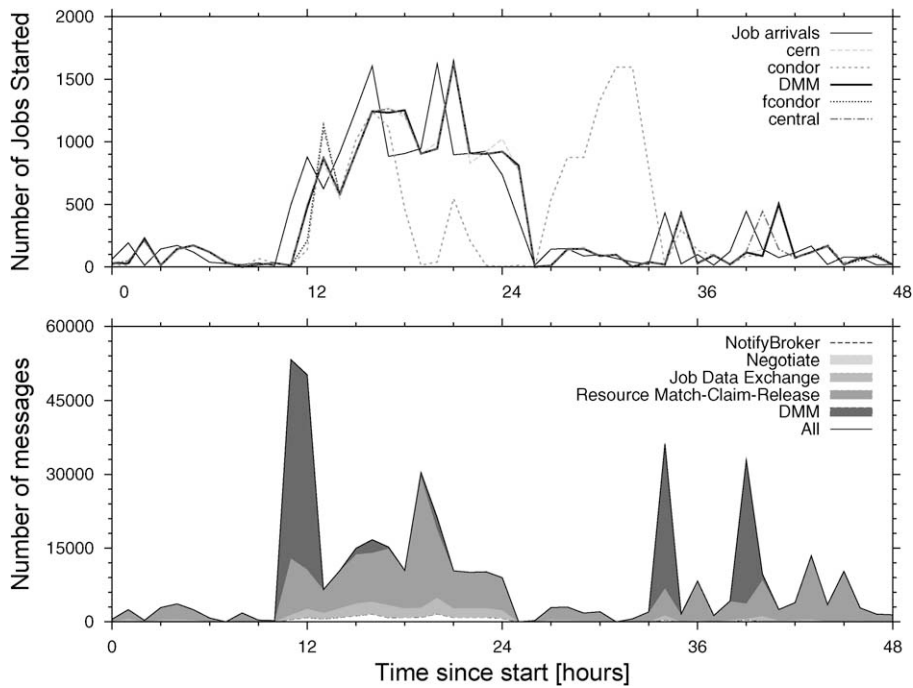 2000
1500
1000
500
0
Number of Jobs Started
Job arrivals
cern
condor
DMM
fcondor
central
0 12 24 36 48
60000
45000
30000
15000
0
Number of messages
NotifyBroker
Negotiate
Job Data Exchange
Resource Match-Claim-Release
DMM
All
0 12 24 36 48
Time since start [hours]